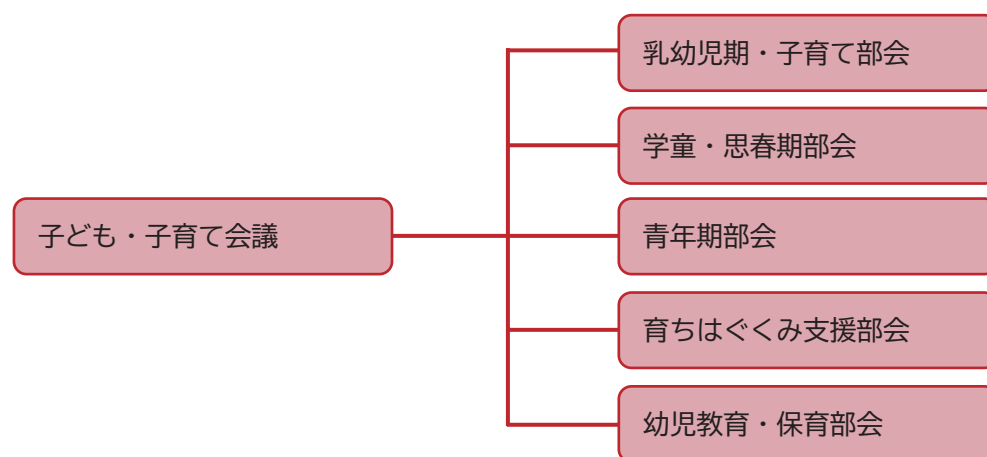 乳幼児期・子育て部会
学童・思春期部会
子ども・子育て会議
青年期部会
育ちはぐくみ支援部会
幼児教育・保育部会